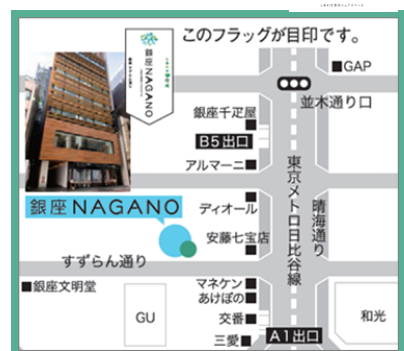 このフラッグが目印です。
銀座NAGANO
GAP
並木通り口
銀座千疋屋
B5出口
アルマーニ
銀座NAGANO
ディオール
安藤七宝店
東京メトロ日比谷線
晴海通り
すずらん通り
銀座文明堂
マネケン
あけぼの
GU
交番
和光
三愛
A1出口